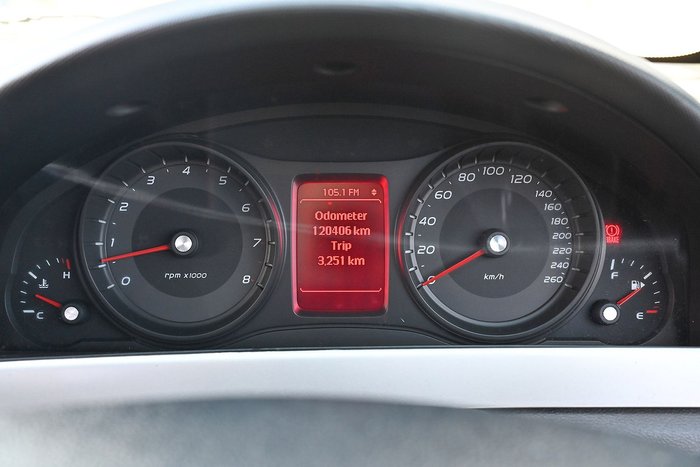 105.1 FM
Odometer
120406 km
Trip
3,251 km
0
1
2
3
4
5
6
7
8
rpm x1000
0
20
40
60
80
100
120
140
160
180
200
220
240
260
km/h
H
C
F
E
BRAKE